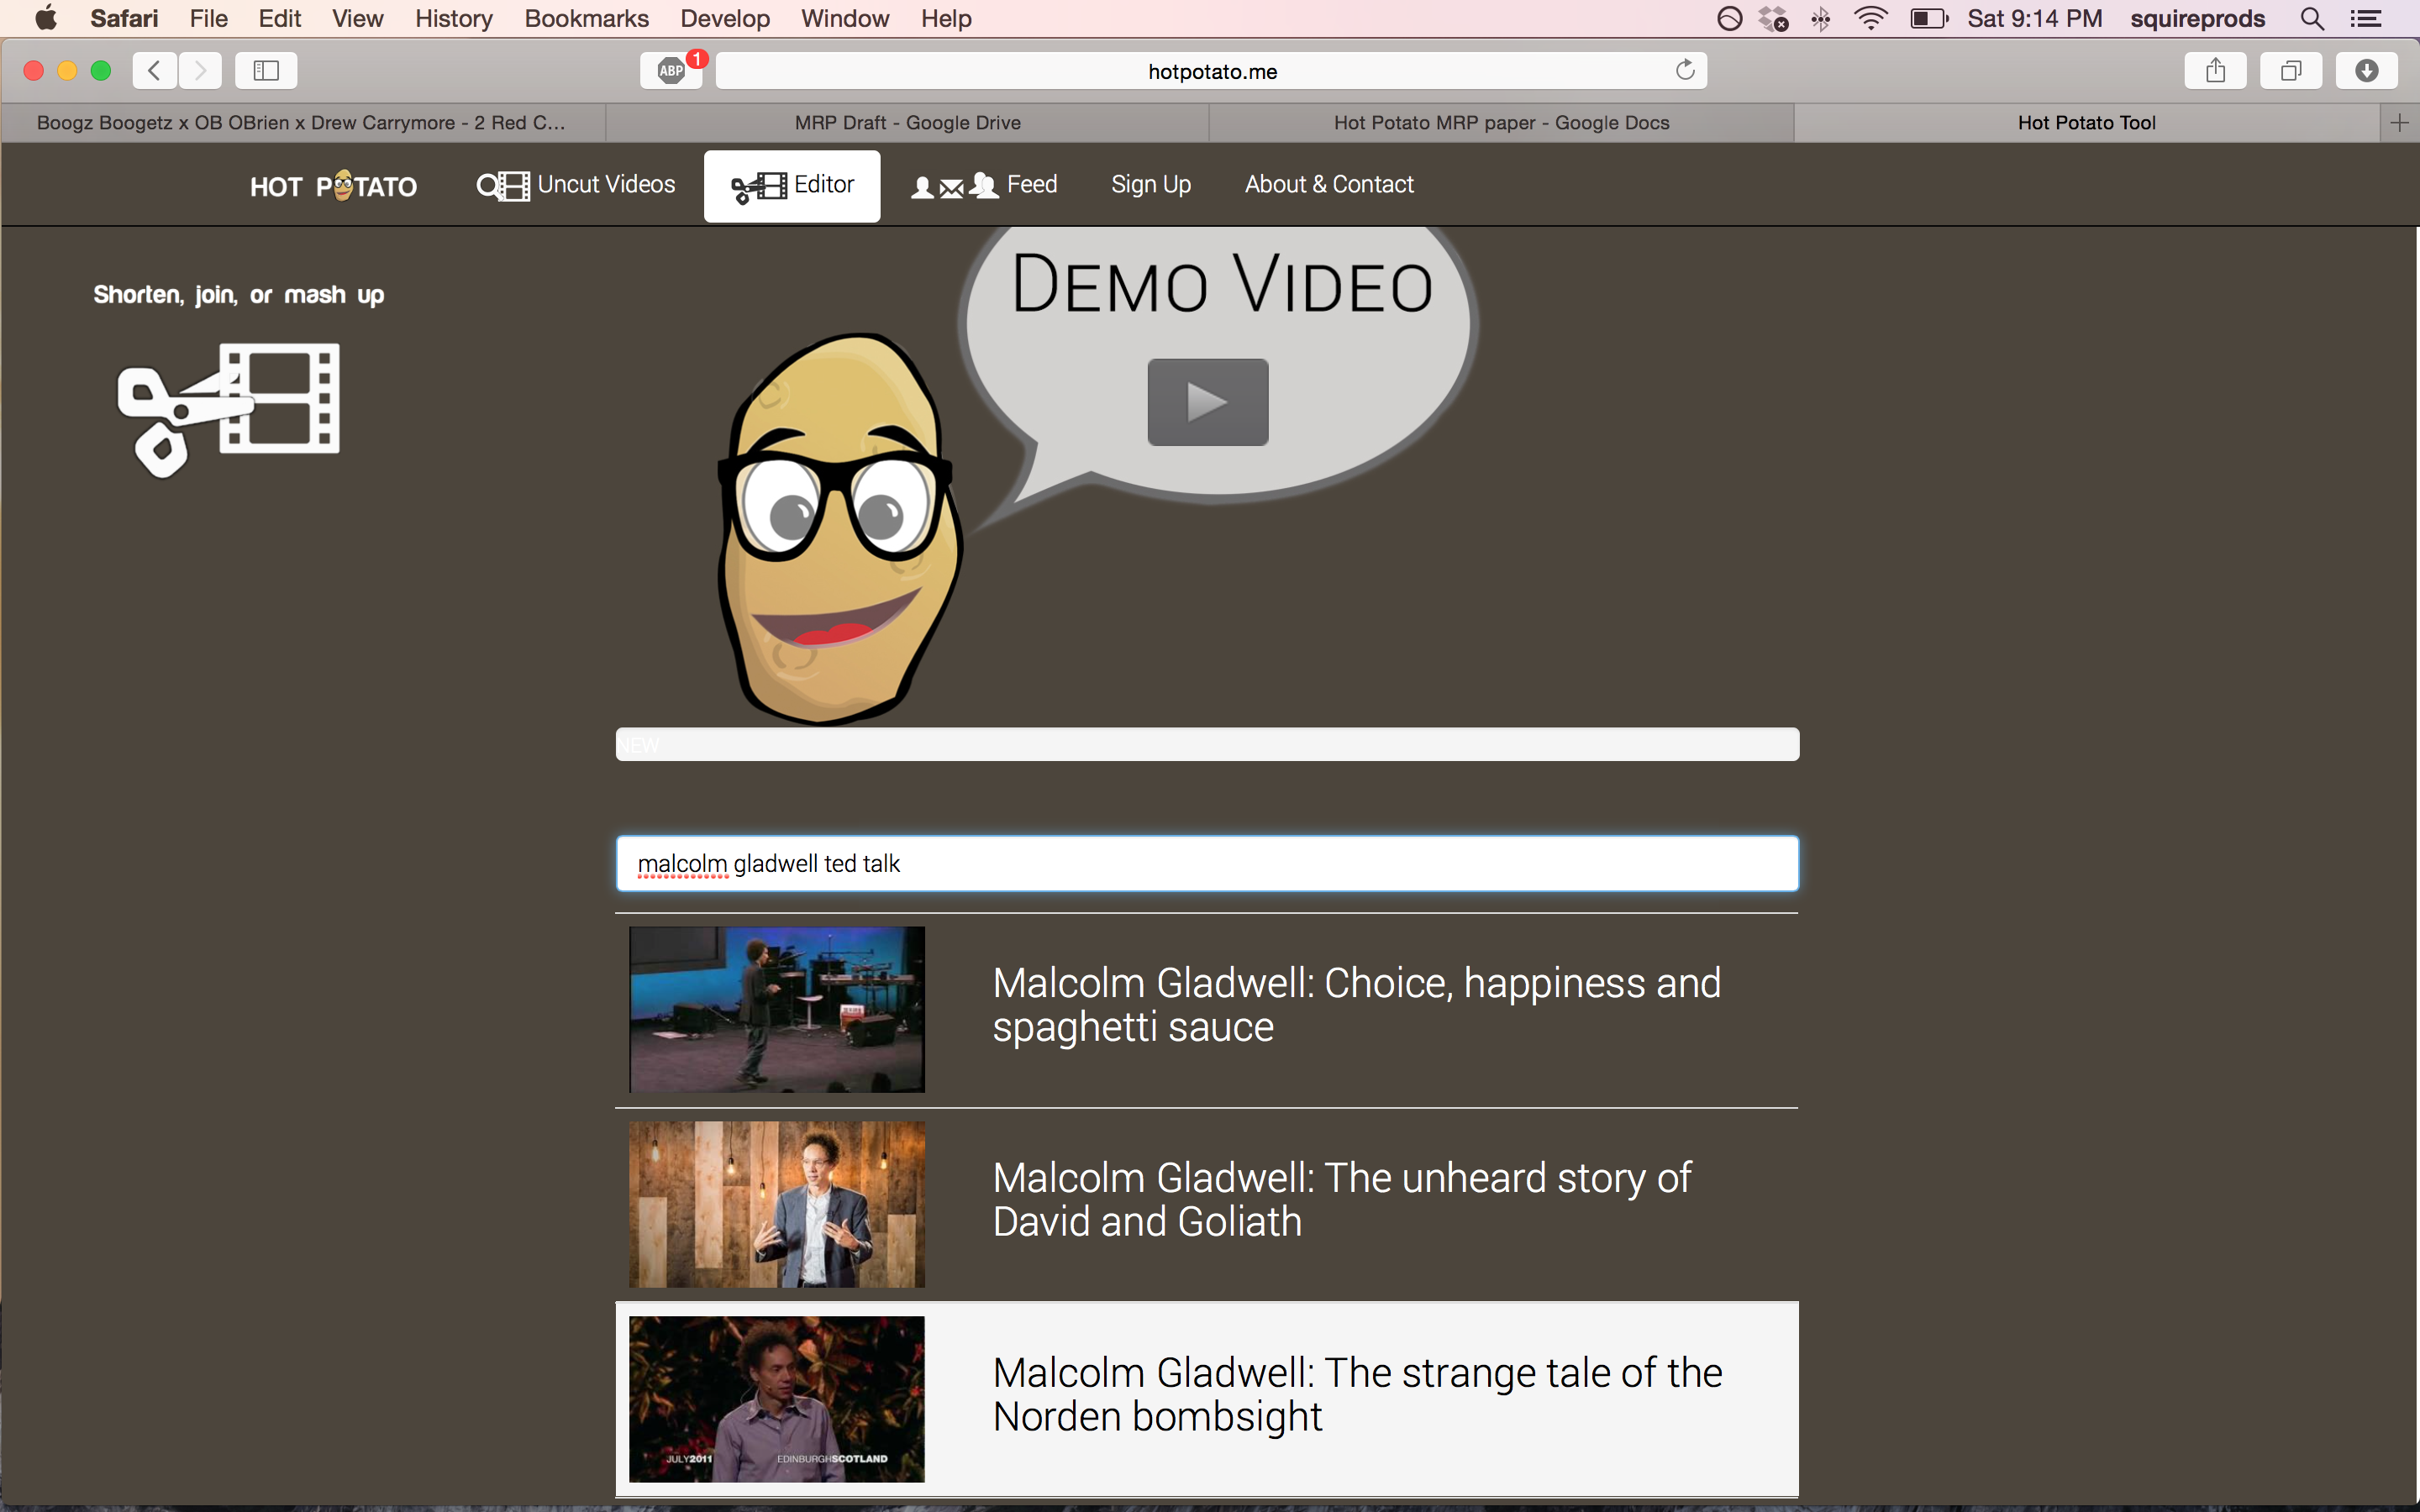 Safari File Edit View History Bookmarks Develop Window Help Sat 9:14 PM squireprods
ABP 1 hotpotato.me
Boogz Boogetz x OB OBrien x Drew Carrymore - 2 Red C... MRP Draft - Google Drive Hot Potato MRP paper - Google Docs Hot Potato Tool
HOT POTATO Uncut Videos Editor Feed Sign Up About & Contact
DEMO VIDEO
Shorten, join, or mash up
NEW
malcolm gladwell ted talk
Malcolm Gladwell: Choice, happiness and
spaghetti sauce
Malcolm Gladwell: The unheard story of
David and Goliath
Malcolm Gladwell: The strange tale of the
Norden bombsight
JULY2011 EDINBURGHSCOTLAND